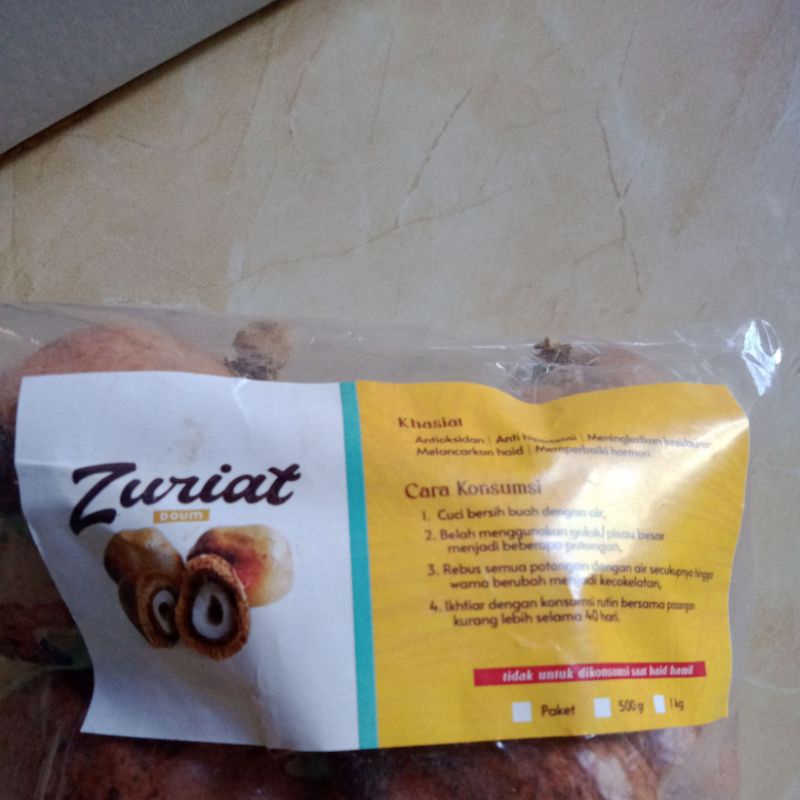 Zuriat
DOUM
Khasiat
Antioksidan | Anti hipotensi | Meningkatkan kesuburan
Melancarkan haid | Memperbaiki hormon
Cara Konsumsi
1. Cuci bersih buah dengan air,
2. Belah menggunakan golok/pisau besar
menjadi beberapa potongan,
3. Rebus semua potongan dengan air secukupnya hingga
warna berubah menjadi kecokelatan,
4. Ikhtiar dengan konsumsi rutin bersama pasangan
kurang lebih selama 40 hari.
tidak untuk dikonsumsi saat haid/hamil
Paket 500g 1 kg